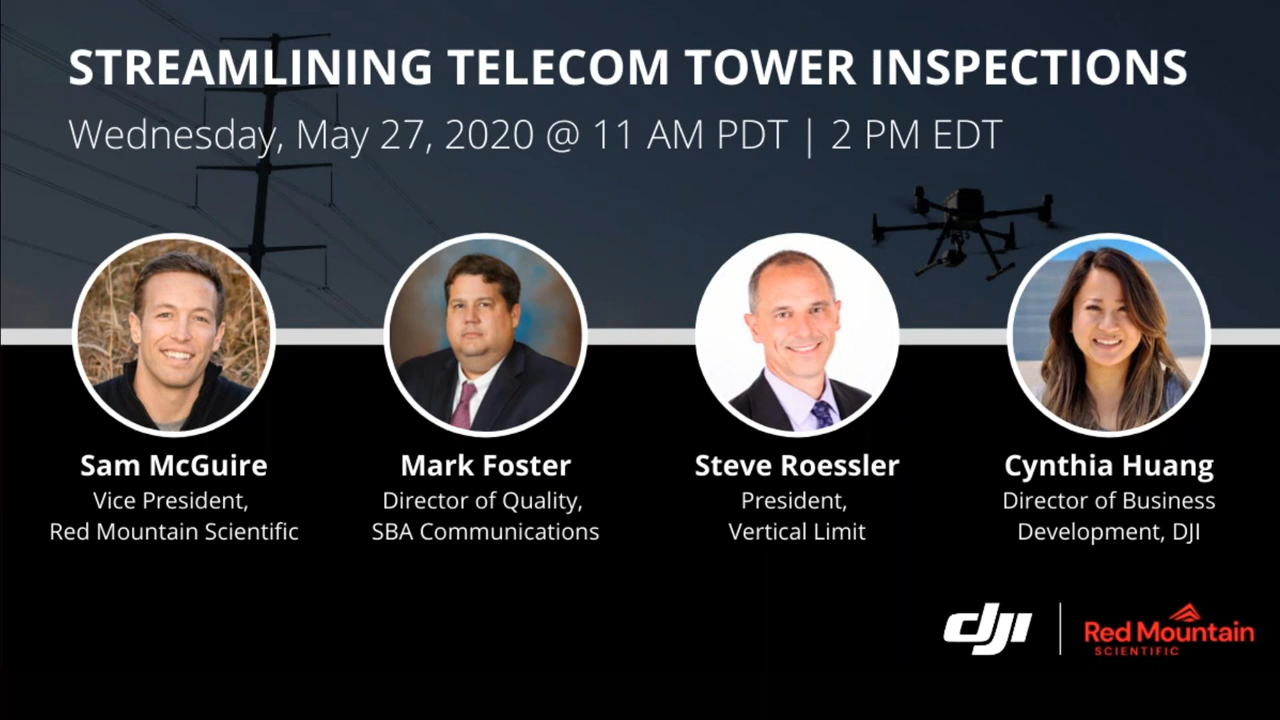 STREAMLINING TELECOM TOWER INSPECTIONS
Wednesday, May 27, 2020 @ 11 AM PDT | 2 PM EDT
Sam McGuire
Vice President,
Red Mountain Scientific
Mark Foster
Director of Quality,
SBA Communications
Steve Roessler
President,
Vertical Limit
Cynthia Huang
Director of Business
Development, DJI
dji
Red Mountain
SCIENTIFIC